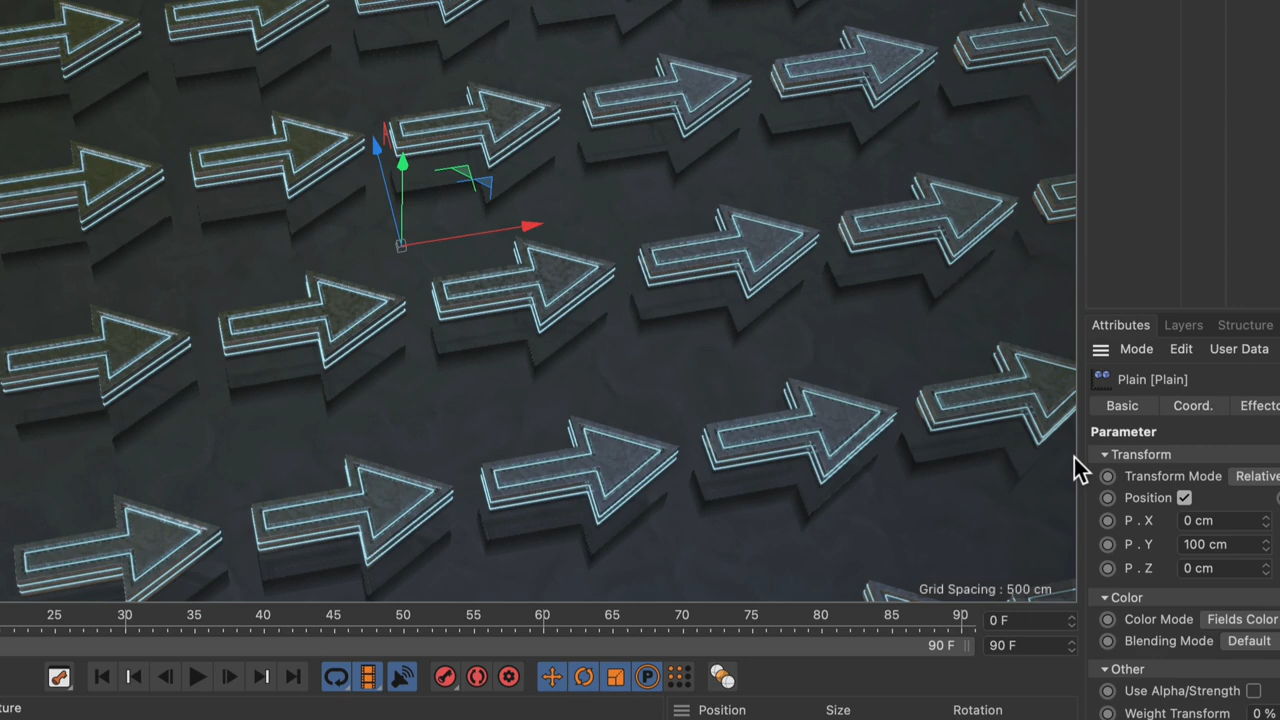 Attributes Layers Structure
Mode Edit User Data
Plain [Plain]
Basic Coord. Effecto
Parameter
Transform
Transform Mode Relative
Position
P . X 0 cm
P . Y 100 cm
P . Z 0 cm
Color
Color Mode Fields Color
Blending Mode Default
Other
Use Alpha/Strength
Weight Transform 0 %
Grid Spacing : 500 cm
25 30 35 40 45 50 55 60 65 70 75 80 85 90 0 F
90 F 90 F
P
ture Position Size Rotation